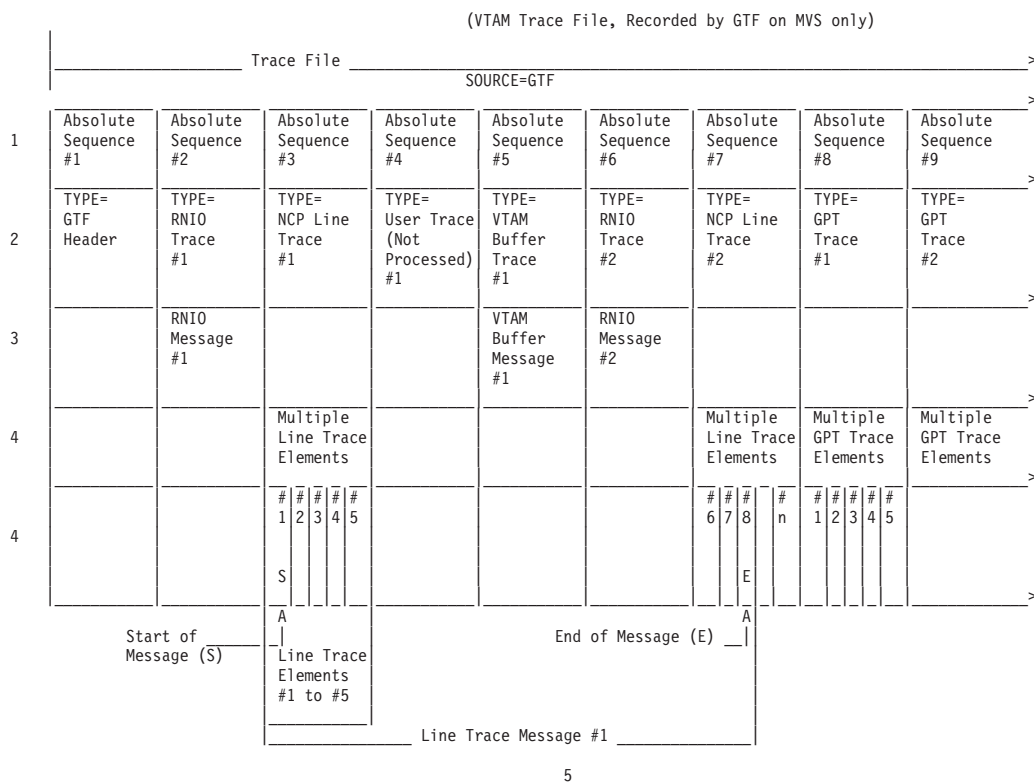 (VTAM Trace File, Recorded by GTF on MVS only)
Trace File
SOURCE=GTF
1 Absolute Absolute Absolute Absolute Absolute Absolute Absolute Absolute Absolute
Sequence Sequence Sequence Sequence Sequence Sequence Sequence Sequence Sequence
#1 #2 #3 #4 #5 #6 #7 #8 #9
TYPE= TYPE= TYPE= TYPE= TYPE= TYPE= TYPE= TYPE= TYPE=
GTF RNIO NCP Line User Trace VTAM RNIO NCP Line GPT GPT
2 Header Trace Trace (Not Buffer Trace Trace Trace Trace
#1 #1 Processed) Trace #2 #2 #1 #2
#1 #1
RNIO VTAM RNIO
3 Message Buffer Message
#1 Message #2
#1
Multiple Multiple Multiple Multiple
4 Line Trace Line Trace GPT Trace GPT Trace
Elements Elements Elements Elements
# # # # # # # # # # # # # #
1 2 3 4 5 6 7 8 n 1 2 3 4 5
4
S E
A A
Start of End of Message (E)
Message (S) Line Trace
Elements
#1 to #5
Line Trace Message #1
5